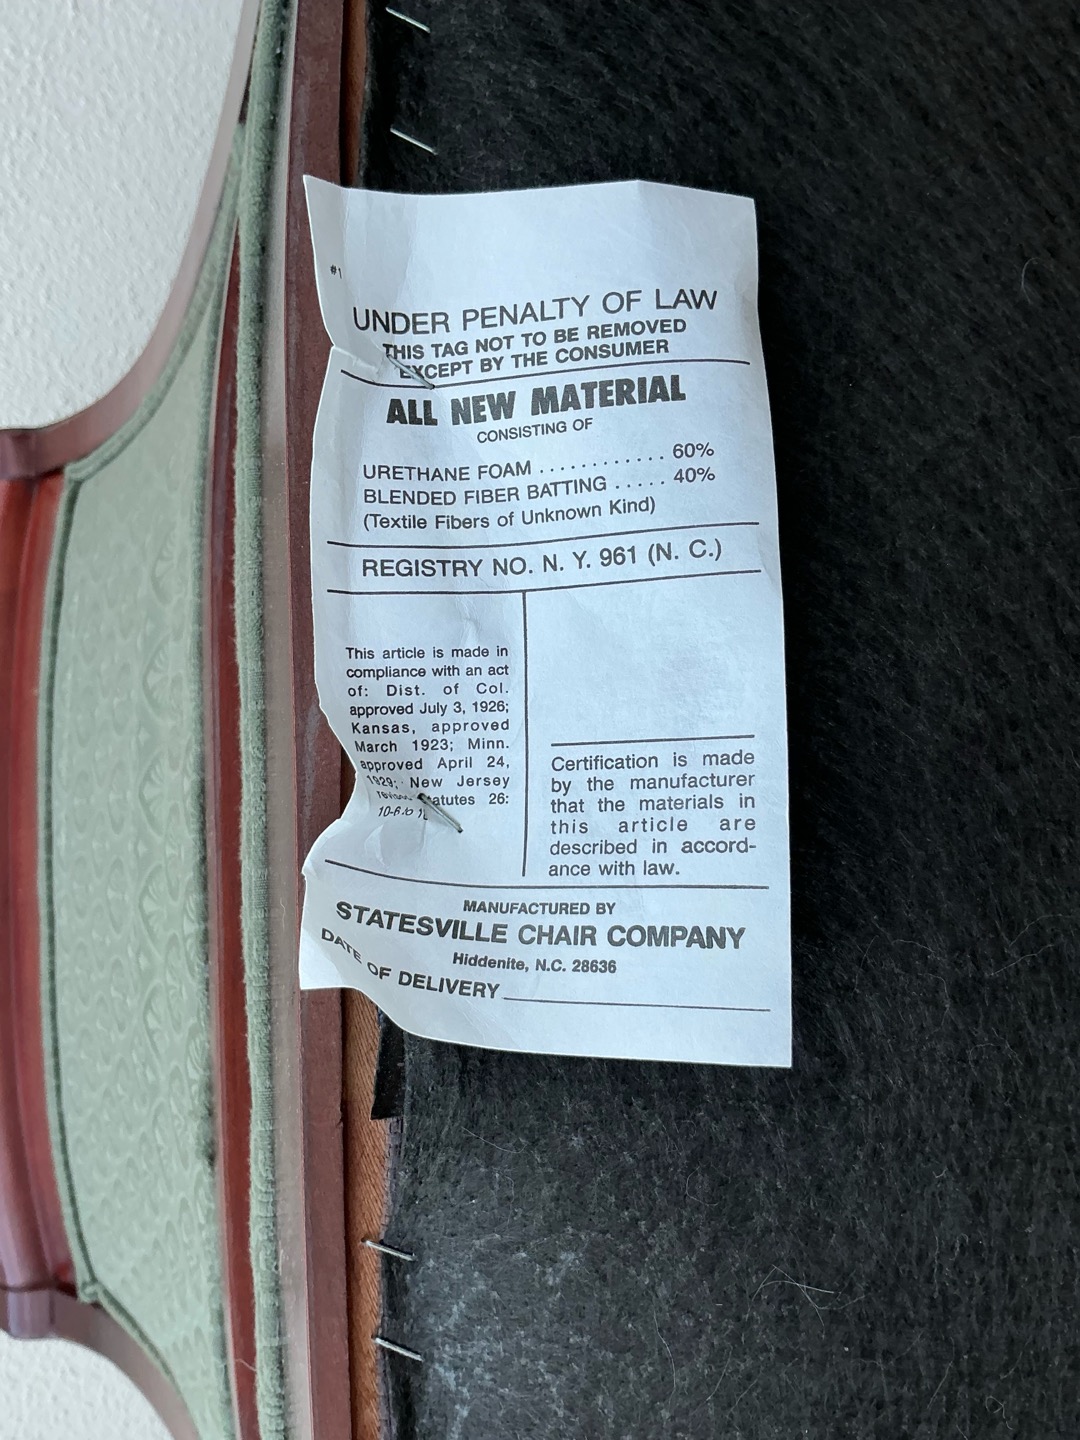 #1
UNDER PENALTY OF LAW
THIS TAG NOT TO BE REMOVED
EXCEPT BY THE CONSUMER
ALL NEW MATERIAL
CONSISTING OF
URETHANE FOAM ............ 60%
BLENDED FIBER BATTING ..... 40%
(Textile Fibers of Unknown Kind)
REGISTRY NO. N. Y. 961 (N. C.)
This article is made in
compliance with an act
of: Dist. of Col.
approved July 3, 1926;
Kansas, approved
March 1923; Minn.
approved April 24,
1929; New Jersey
26:
Certification is made
by the manufacturer
that the materials in
this article are
described in accord-
ance with law.
MANUFACTURED BY
STATESVILLE CHAIR COMPANY
Hiddenite, N.C. 28636
DATE OF DELIVERY